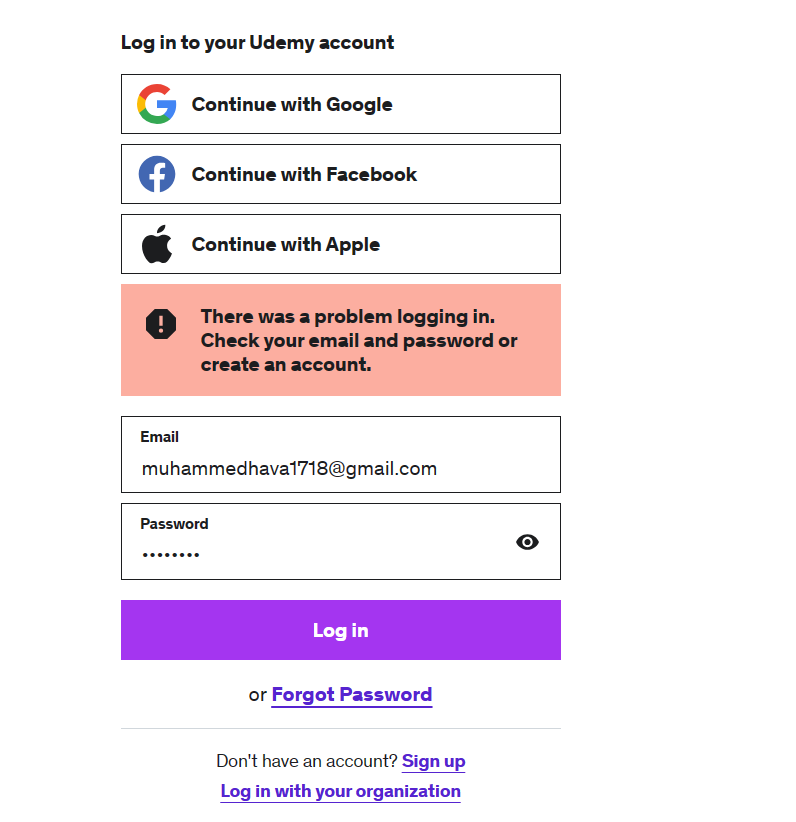 Log in to your Udemy account
Continue with Google
Continue with Facebook
Continue with Apple
There was a problem logging in.
Check your email and password or
create an account.
Email
muhammedhava1718@gmail.com
Password
••••••••
Log in
or Forgot Password
Don't have an account? Sign up
Log in with your organization